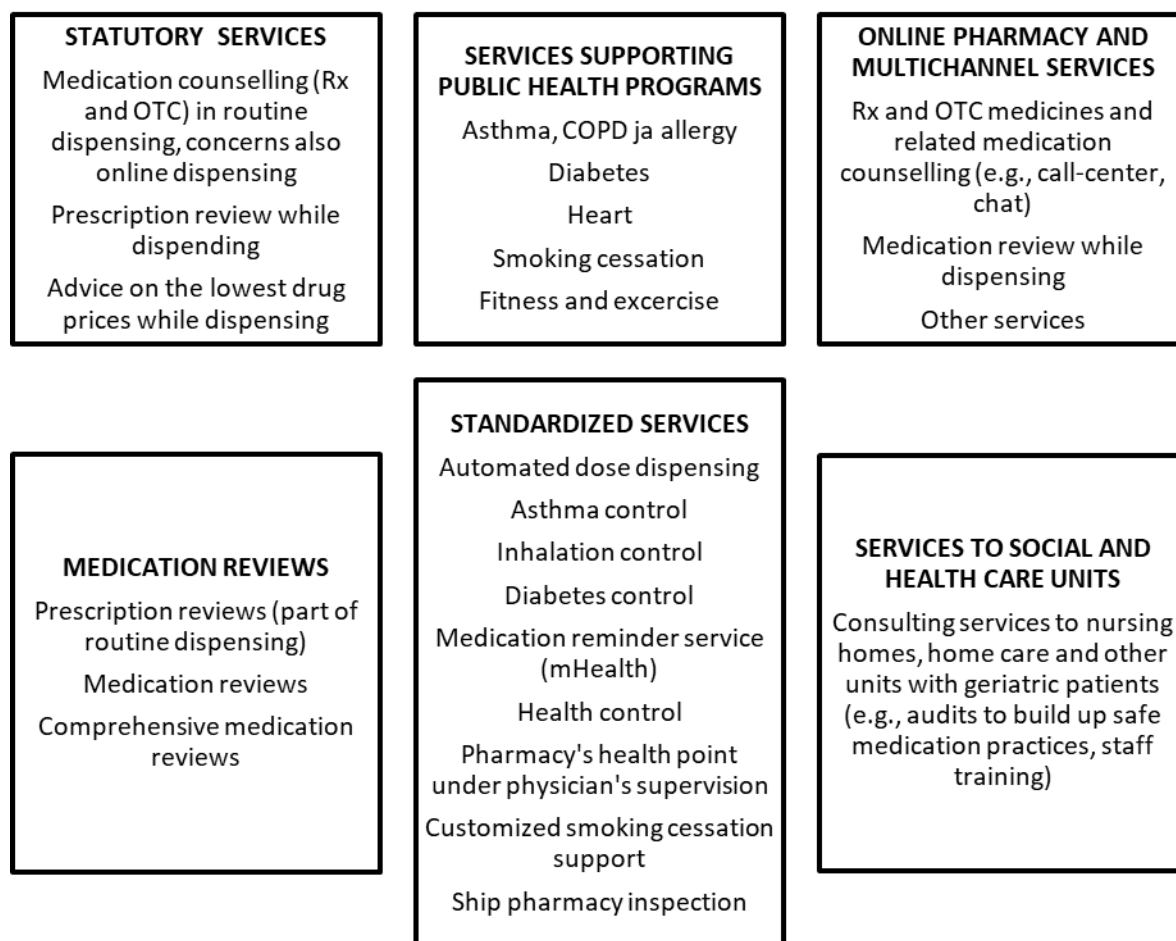 STATUTORY SERVICES
Medication counselling (Rx
and OTC) in routine
dispensing, concerns also
online dispensing
Prescription review while
dispending
Advice on the lowest drug
prices while dispensing
SERVICES SUPPORTING
PUBLIC HEALTH PROGRAMS
Asthma, COPD ja allergy
Diabetes
Heart
Smoking cessation
Fitness and excercise
ONLINE PHARMACY AND
MULTICHANNEL SERVICES
Rx and OTC medicines and
related medication
counselling (e.g., call-center,
chat)
Medication review while
dispensing
Other services
MEDICATION REVIEWS
Prescription reviews (part of
routine dispensing)
Medication reviews
Comprehensive medication
reviews
STANDARDIZED SERVICES
Automated dose dispensing
Asthma control
Inhalation control
Diabetes control
Medication reminder service
(mHealth)
Health control
Pharmacy's health point
under physician's supervision
Customized smoking cessation
support
Ship pharmacy inspection
SERVICES TO SOCIAL AND
HEALTH CARE UNITS
Consulting services to nursing
homes, home care and other
units with geriatric patients
(e.g., audits to build up safe
medication practices, staff
training)